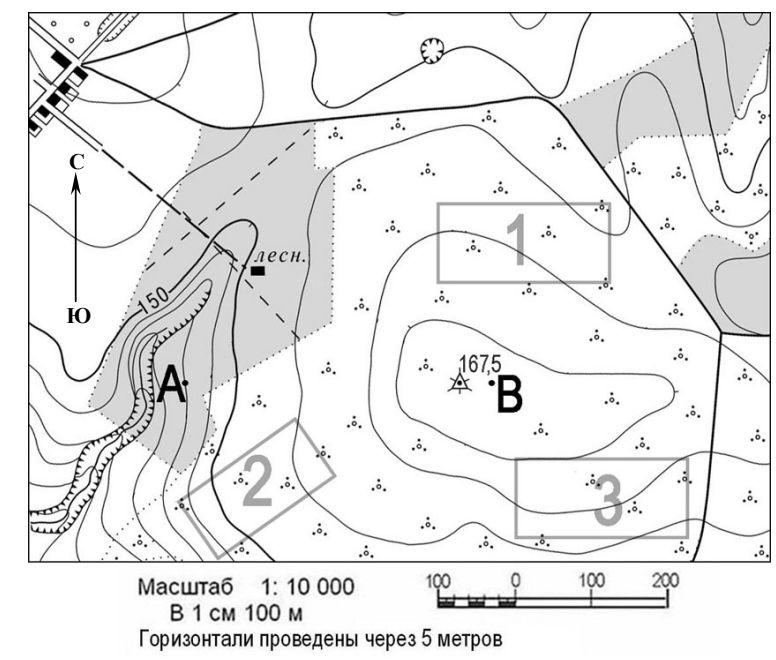 С
1
лесн.
150
Ю
167,5
А
В
2
3
Масштаб 1: 10 000
В 1 см 100 м
100 0 100 200
Горизонтали проведены через 5 метров